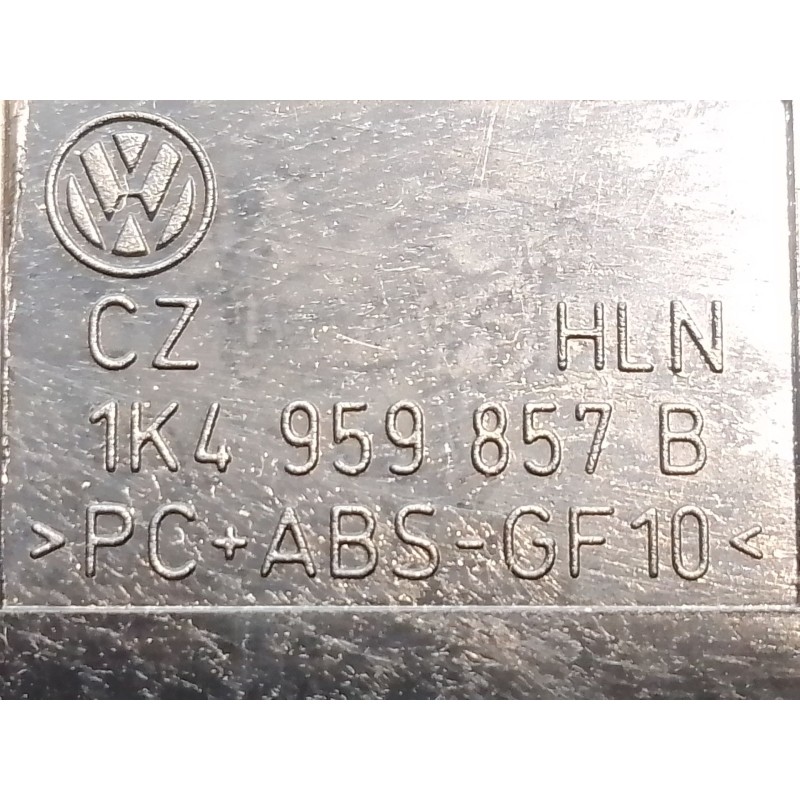 CZ HLN
1K4 959 857 B
>PC+ABS-GF10<